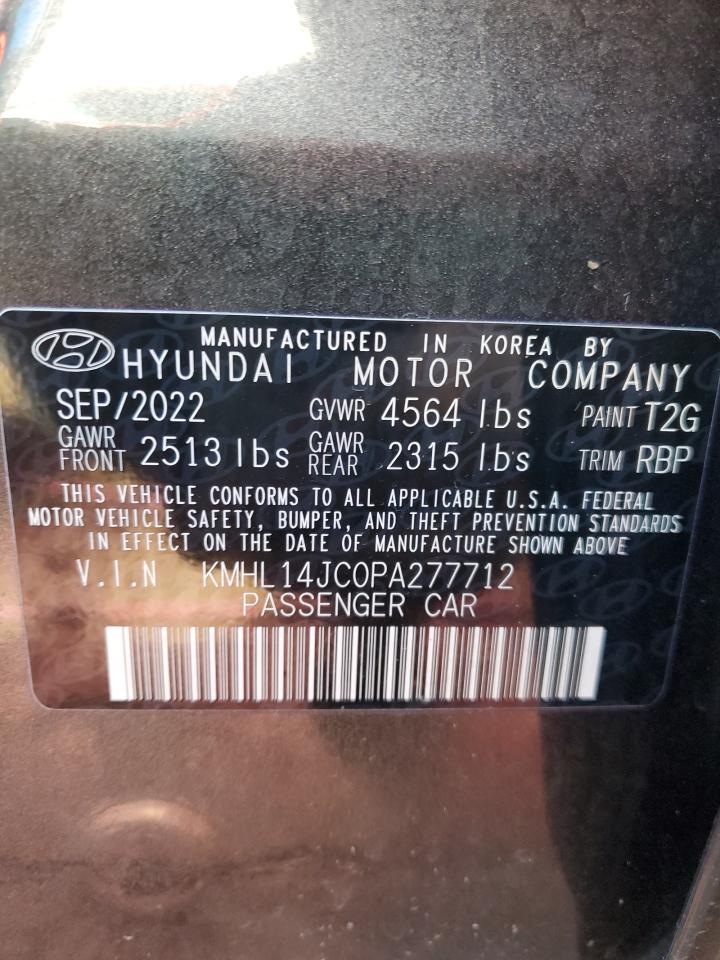 MANUFACTURED IN KOREA BY
HYUNDAI MOTOR COMPANY
SEP/2022 GVWR 4564 lbs PAINT T2G
GAWR FRONT 2513 lbs GAWR REAR 2315 lbs TRIM RBP
THIS VEHICLE CONFORMS TO ALL APPLICABLE U.S.A. FEDERAL
MOTOR VEHICLE SAFETY, BUMPER, AND THEFT PREVENTION STANDARDS
IN EFFECT ON THE DATE OF MANUFACTURE SHOWN ABOVE
V.I.N KMHL14JC0PA277712
PASSENGER CAR